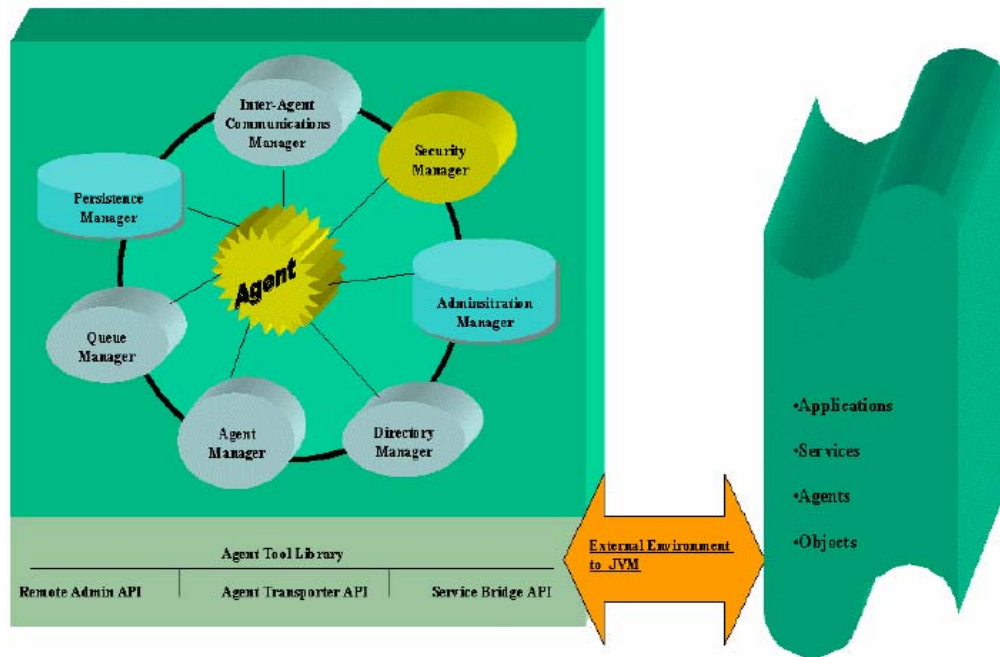 Inter-Agent
Communications
Manager
Security
Manager
Persistence
Manager
Agent
Adminsitration
Manager
Queue
Manager
Agent
Manager
Directory
Manager
•Applications
•Services
•Agents
•Objects
External Environment
to JVM
Agent Tool Library
Remote Admin API
Agent Transporter API
Service Bridge API